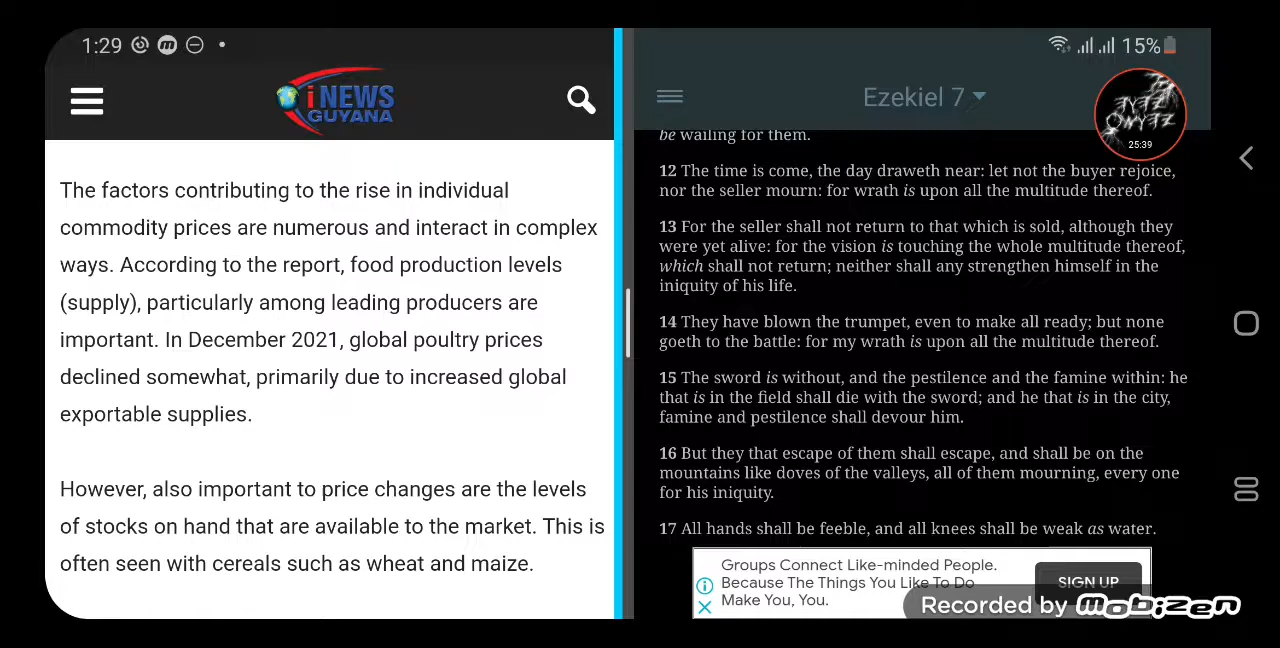 1:29
iNEWS
GUYANA
The factors contributing to the rise in individual
commodity prices are numerous and interact in complex
ways. According to the report, food production levels
(supply), particularly among leading producers are
important. In December 2021, global poultry prices
declined somewhat, primarily due to increased global
exportable supplies.
However, also important to price changes are the levels
of stocks on hand that are available to the market. This is
often seen with cereals such as wheat and maize.
15%
Ezekiel 7
25:39
be wailing for them.
12 The time is come, the day draweth near: let not the buyer rejoice,
nor the seller mourn: for wrath is upon all the multitude thereof.
13 For the seller shall not return to that which is sold, although they
were yet alive: for the vision is touching the whole multitude thereof,
which shall not return; neither shall any strengthen himself in the
iniquity of his life.
14 They have blown the trumpet, even to make all ready; but none
goeth to the battle: for my wrath is upon all the multitude thereof.
15 The sword is without, and the pestilence and the famine within: he
that is in the field shall die with the sword; and he that is in the city,
famine and pestilence shall devour him.
16 But they that escape of them shall escape, and shall be on the
mountains like doves of the valleys, all of them mourning, every one
for his iniquity.
17 All hands shall be feeble, and all knees shall be weak as water.
Groups Connect Like-minded People.
Because The Things You Like To Do
Make You, You.
SIGN UP
Recorded by mobizen